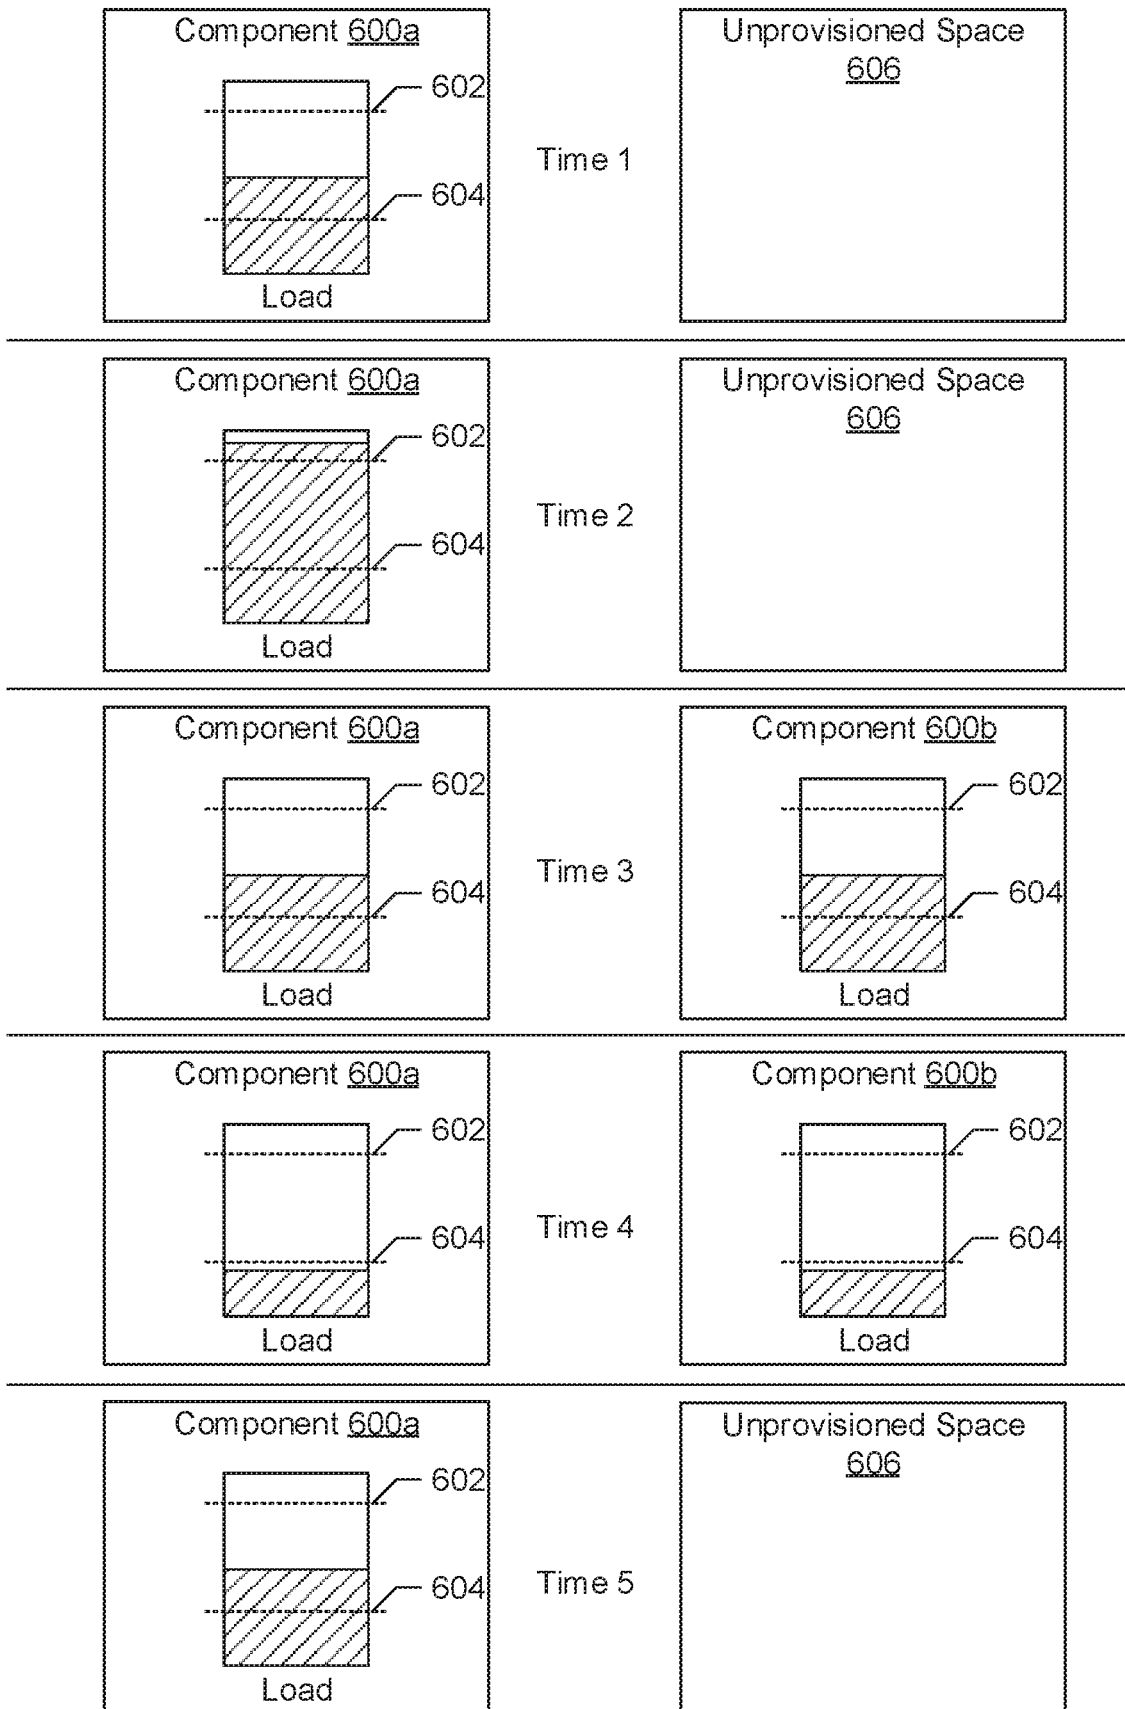 Component 600a
602
604
Load
Time 1
Unprovisioned Space
606
Component 600a
602
604
Load
Time 2
Unprovisioned Space
606
Component 600a
602
604
Load
Time 3
Component 600b
602
604
Load
Component 600a
602
604
Load
Time 4
Component 600b
602
604
Load
Component 600a
602
604
Load
Time 5
Unprovisioned Space
606